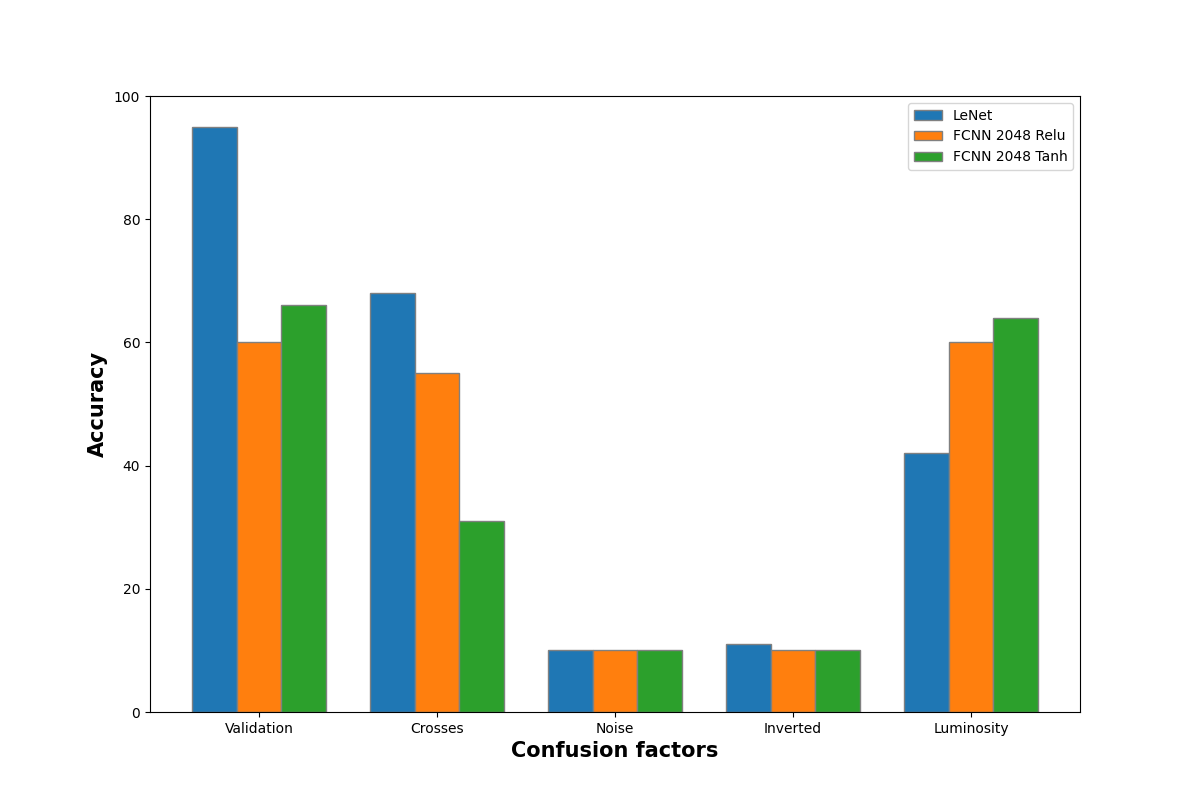 100
80
60
40
20
0
Accuracy
LeNet
FCNN 2048 Relu
FCNN 2048 Tanh
Validation
Crosses
Noise
Inverted
Luminosity
Confusion factors